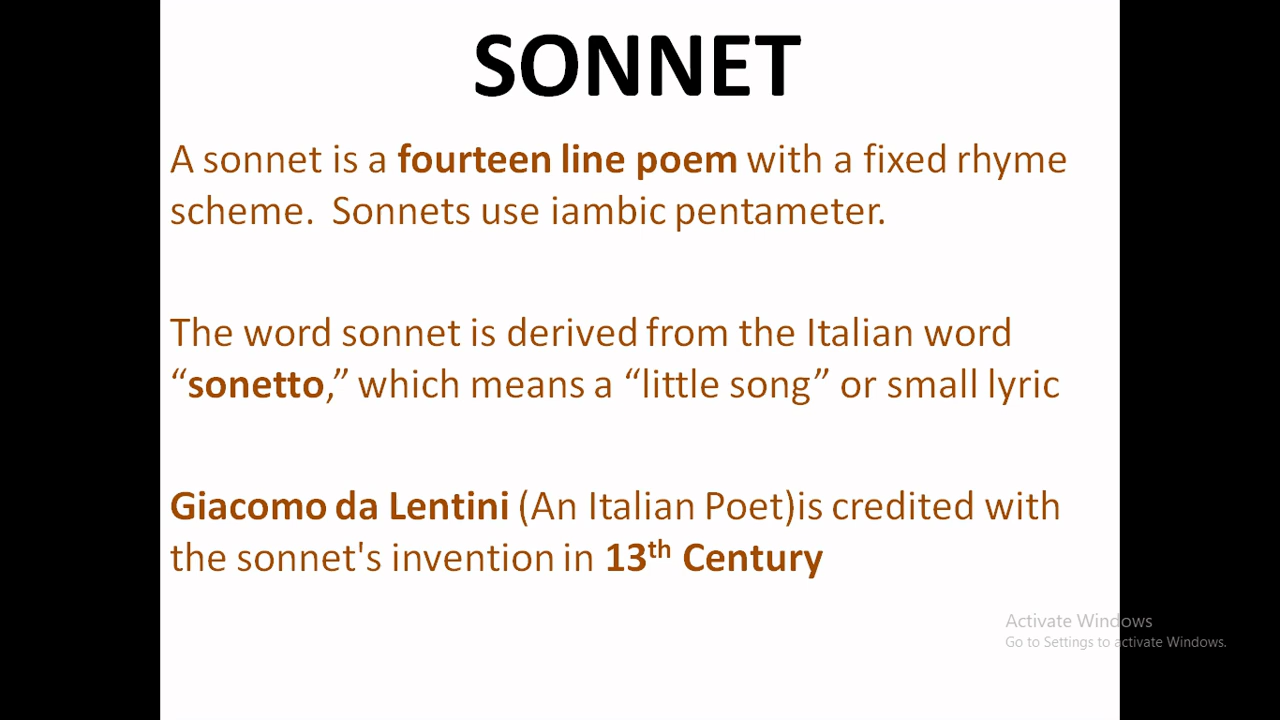 SONNET
A sonnet is a fourteen line poem with a fixed rhyme
scheme.  Sonnets use iambic pentameter.
The word sonnet is derived from the Italian word
“sonetto,” which means a “little song” or small lyric
Giacomo da Lentini (An Italian Poet)is credited with
the sonnet's invention in 13th Century
Activate Windows
Go to Settings to activate Windows.